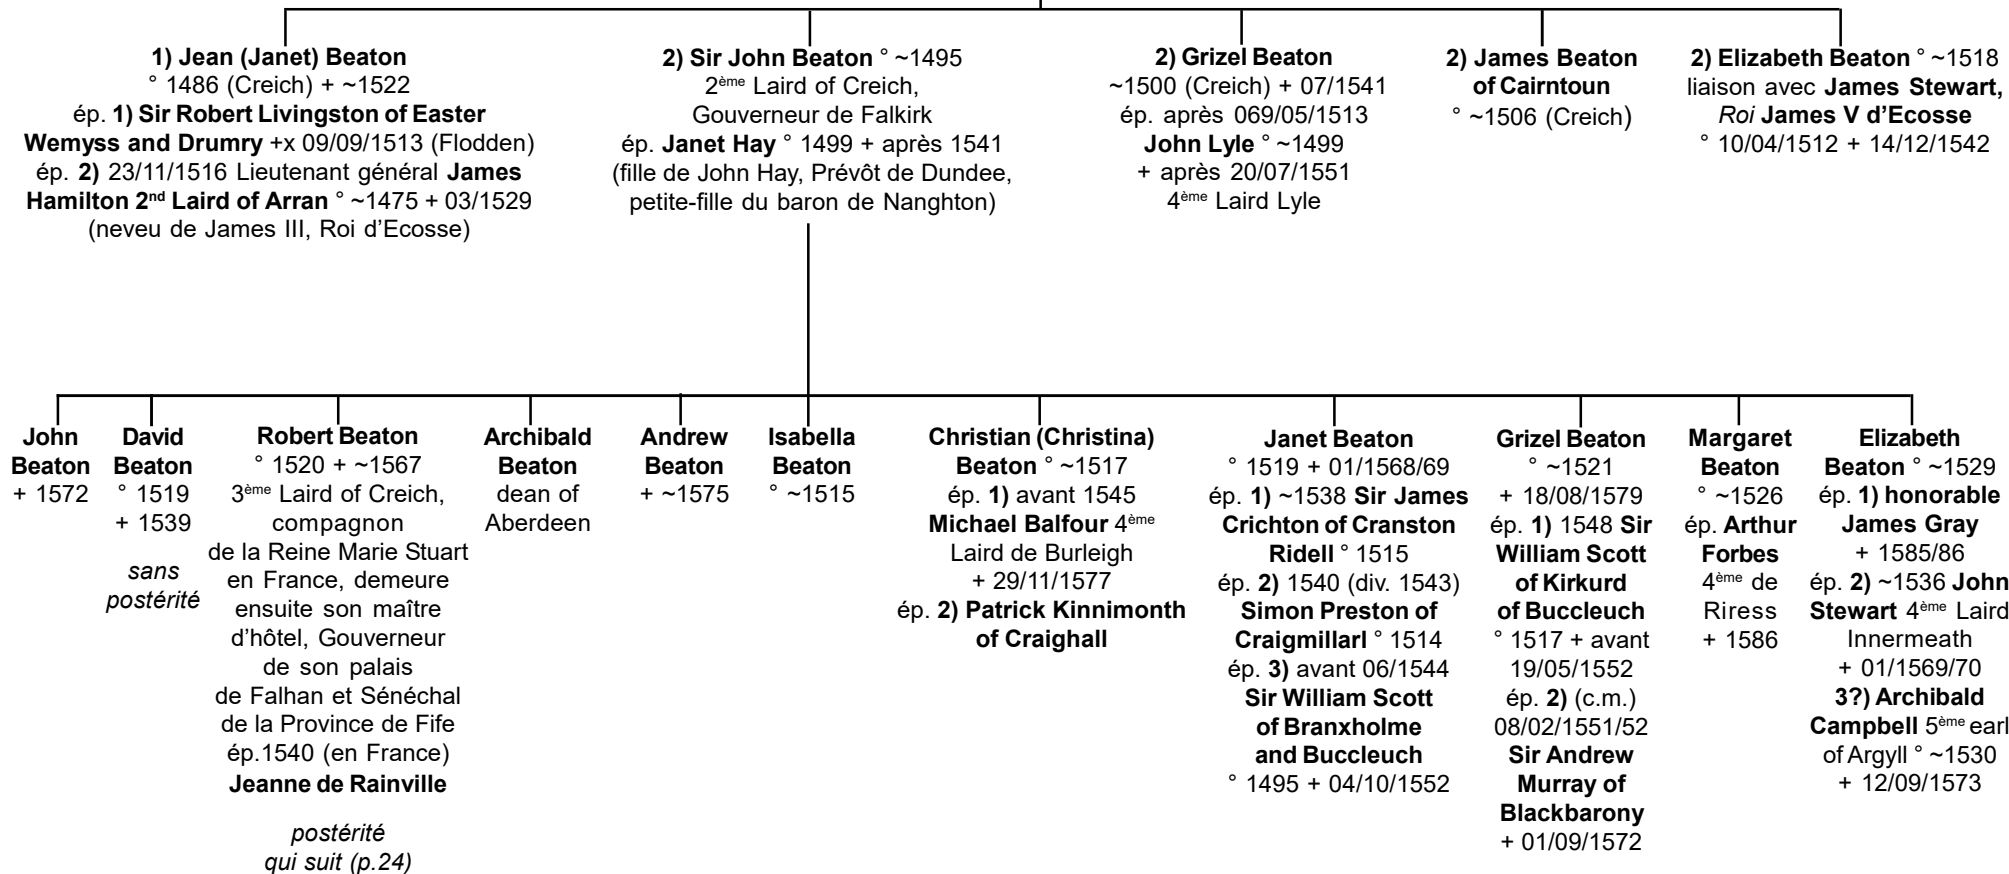 1) Jean (Janet) Beaton
° 1486 (Creich) + ~1522
ép. 1) Sir Robert Livingston of Easter
Wemyss and Drumry +x 09/09/1513 (Flodden)
ép. 2) 23/11/1516 Lieutenant général James
Hamilton 2nd Laird of Arran ° ~1475 + 03/1529
(neveu de James III, Roi d’Ecosse)
2) Sir John Beaton ° ~1495
2ème Laird of Creich,
Gouverneur de Falkirk
ép. Janet Hay ° 1499 + après 1541
(fille de John Hay, Prévôt de Dundee,
petite-fille du baron de Nanghton)
2) Grizel Beaton
~1500 (Creich) + 07/1541
ép. après 069/05/1513
John Lyle ° ~1499
+ après 20/07/1551
4ème Laird Lyle
2) James Beaton
of Cairntoun
° ~1506 (Creich)
2) Elizabeth Beaton ° ~1518
liaison avec James Stewart,
Roi James V d’Ecosse
° 10/04/1512 + 14/12/1542
John
Beaton
+ 1572
David
Beaton
° 1519
+ 1539
sans
postérité
Robert Beaton
° 1520 + ~1567
3ème Laird of Creich,
compagnon
de la Reine Marie Stuart
en France, demeure
ensuite son maître
d’hôtel, Gouverneur
de son palais
de Falhan et Sénéchal
de la Province de Fife
ép.1540 (en France)
Jeanne de Rainville
postérité
qui suit (p.24)
Archibald
Beaton
dean of
Aberdeen
Andrew
Beaton
+ ~1575
Isabella
Beaton
° ~1515
Christian (Christina)
Beaton ° ~1517
ép. 1) avant 1545
Michael Balfour 4ème
Laird de Burleigh
+ 29/11/1577
ép. 2) Patrick Kinnimonth
of Craighall
Janet Beaton
° 1519 + 01/1568/69
ép. 1) ~1538 Sir James
Crichton of Cranston
Ridell ° 1515
ép. 2) 1540 (div. 1543)
Simon Preston of
Craigmillarl ° 1514
ép. 3) avant 06/1544
Sir William Scott
of Branxholme
and Buccleuch
° 1495 + 04/10/1552
Grizel Beaton
° ~1521
+ 18/08/1579
ép. 1) 1548 Sir
William Scott
of Kirkurd
of Buccleuch
° 1517 + avant
19/05/1552
ép. 2) (c.m.)
08/02/1551/52
Sir Andrew
Murray of
Blackbarony
+ 01/09/1572
Margaret
Beaton
° ~1526
ép. Arthur
Forbes
4ème de
Riress
+ 1586
Elizabeth
Beaton ° ~1529
ép. 1) honorable
James Gray
+ 1585/86
ép. 2) ~1536 John
Stewart 4ème Laird
Innermeath
+ 01/1569/70
3?) Archibald
Campbell 5ème earl
of Argyll ° ~1530
+ 12/09/1573